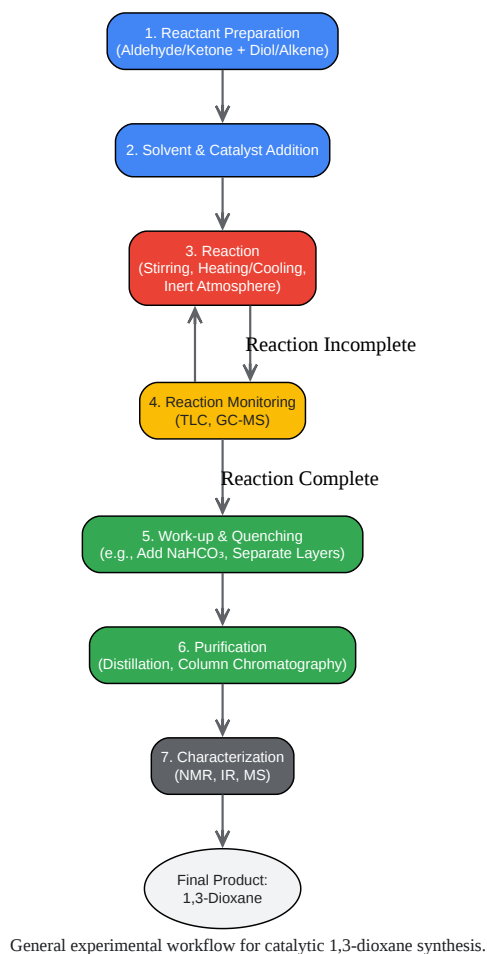 1. Reactant Preparation
(Aldehyde/Ketone + Diol/Alkene)
2. Solvent & Catalyst Addition
3. Reaction
(Stirring, Heating/Cooling,
Inert Atmosphere)
Reaction Incomplete
4. Reaction Monitoring
(TLC, GC-MS)
Reaction Complete
5. Work-up & Quenching
(e.g., Add NaHCO₃, Separate Layers)
6. Purification
(Distillation, Column Chromatography)
7. Characterization
(NMR, IR, MS)
Final Product:
1,3-Dioxane
General experimental workflow for catalytic 1,3-dioxane synthesis.